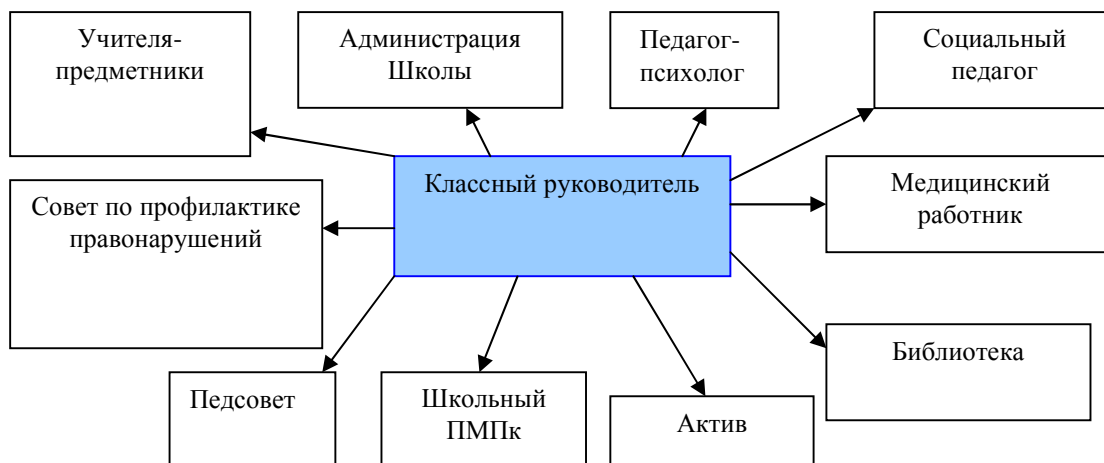 Учителя-
предметники
Администрация
Школы
Педагог-
психолог
Социальный
педагог
Классный руководитель
Совет по профилактике
правонарушений
Медицинский
работник
Библиотека
Педсовет
Школьный
ПМПк
Актив